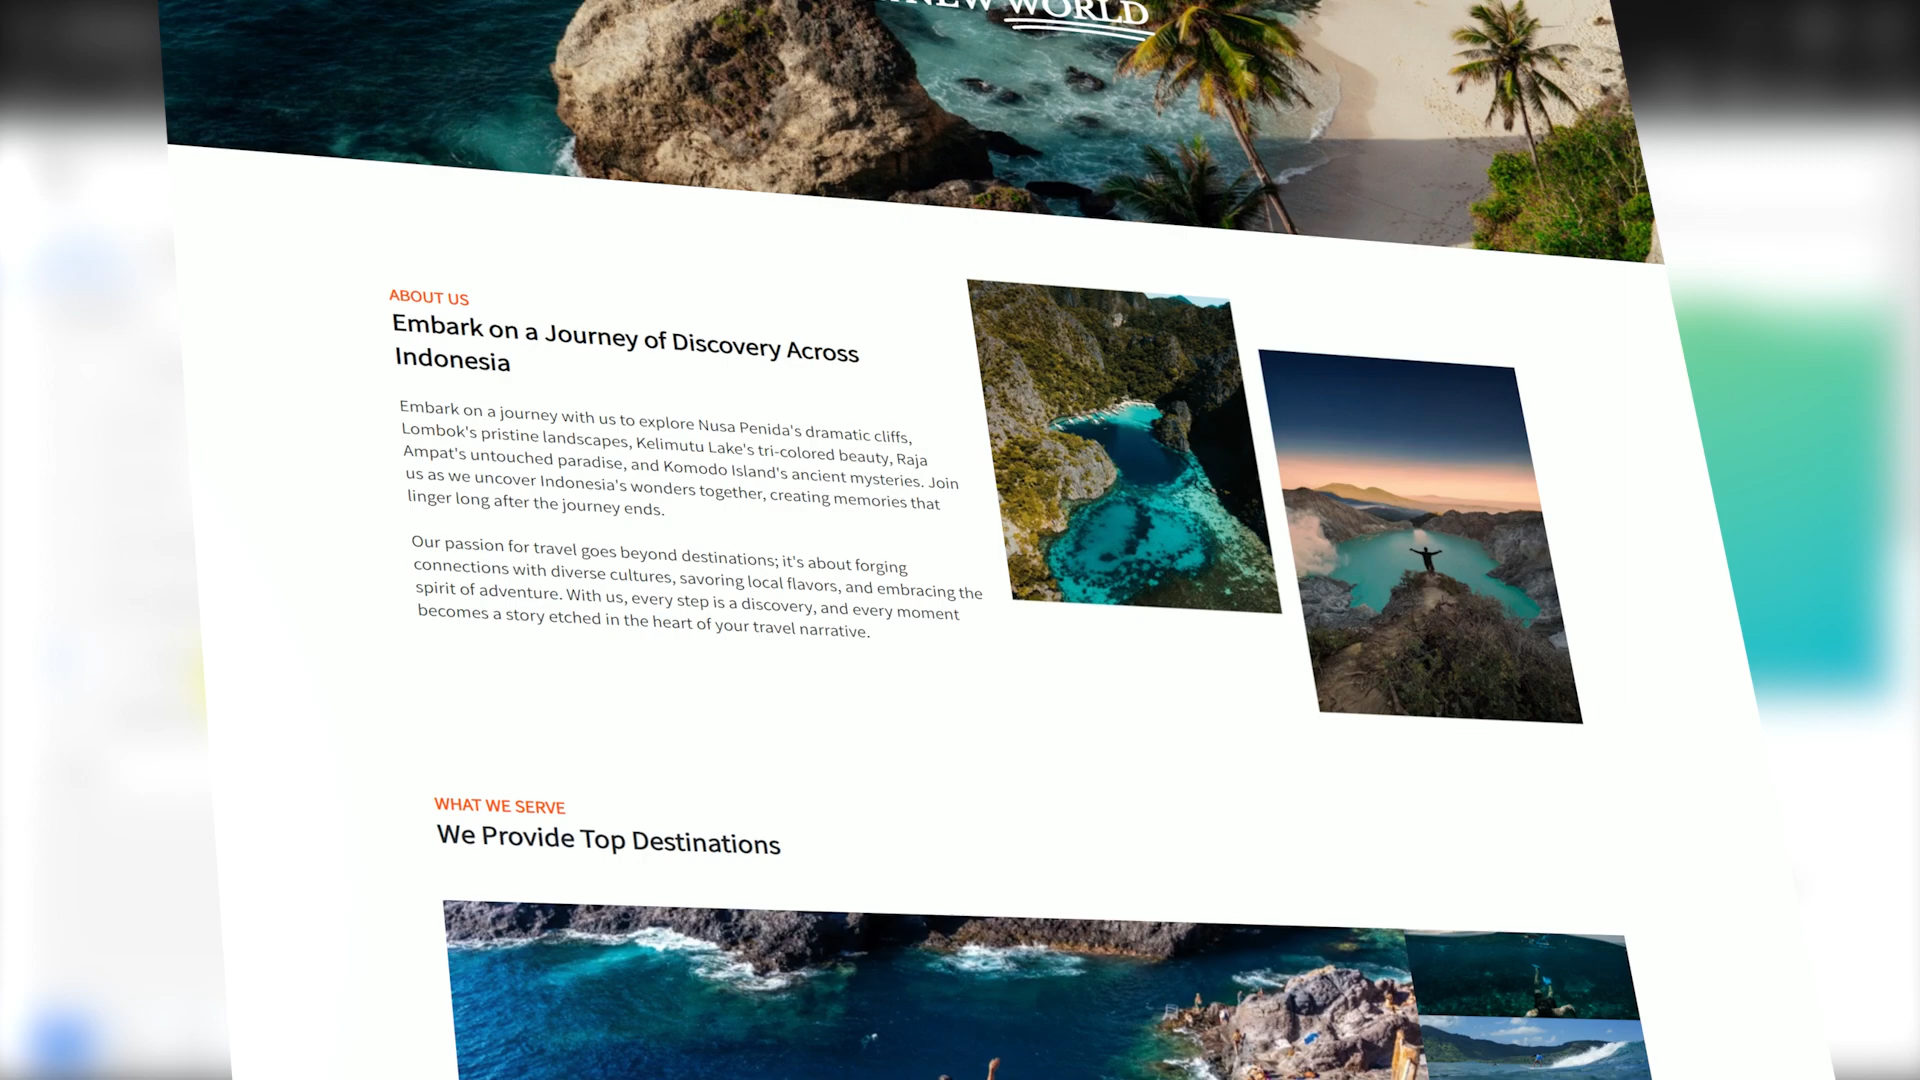 NEW WORLD
ABOUT US
Embark on a Journey of Discovery Across
Indonesia
Embark on a journey with us to explore Nusa Penida's dramatic cliffs,
Lombok's pristine landscapes, Kelimutu Lake's tri-colored beauty, Raja
Ampat's untouched paradise, and Komodo Island's ancient mysteries. Join
us as we uncover Indonesia's wonders together, creating memories that
linger long after the journey ends.
Our passion for travel goes beyond destinations; it's about forging
connections with diverse cultures, savoring local flavors, and embracing the
spirit of adventure. With us, every step is a discovery, and every moment
becomes a story etched in the heart of your travel narrative.
WHAT WE SERVE
We Provide Top Destinations